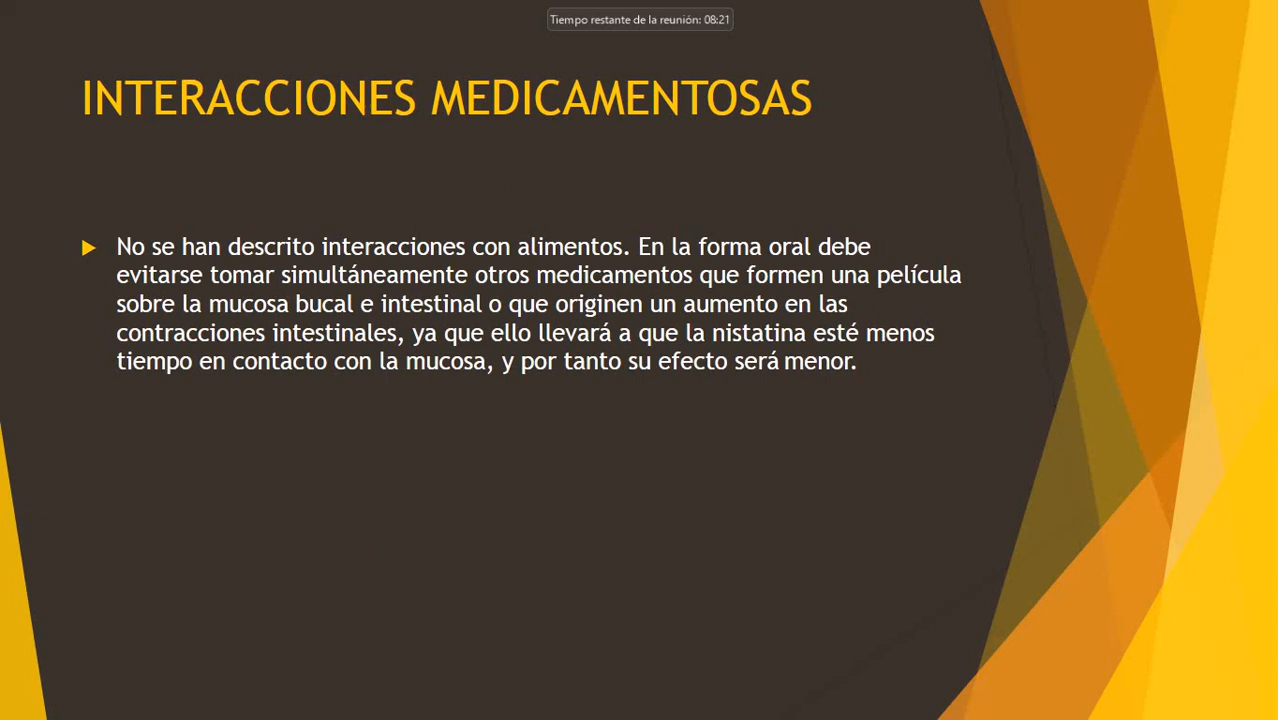 Tiempo restante de la reunión: 08:21
INTERACCIONES MEDICAMENTOSAS
No se han descrito interacciones con alimentos. En la forma oral debe
evitarse tomar simultáneamente otros medicamentos que formen una película
sobre la mucosa bucal e intestinal o que originen un aumento en las
contracciones intestinales, ya que ello llevará a que la nistatina esté menos
tiempo en contacto con la mucosa, y por tanto su efecto será menor.